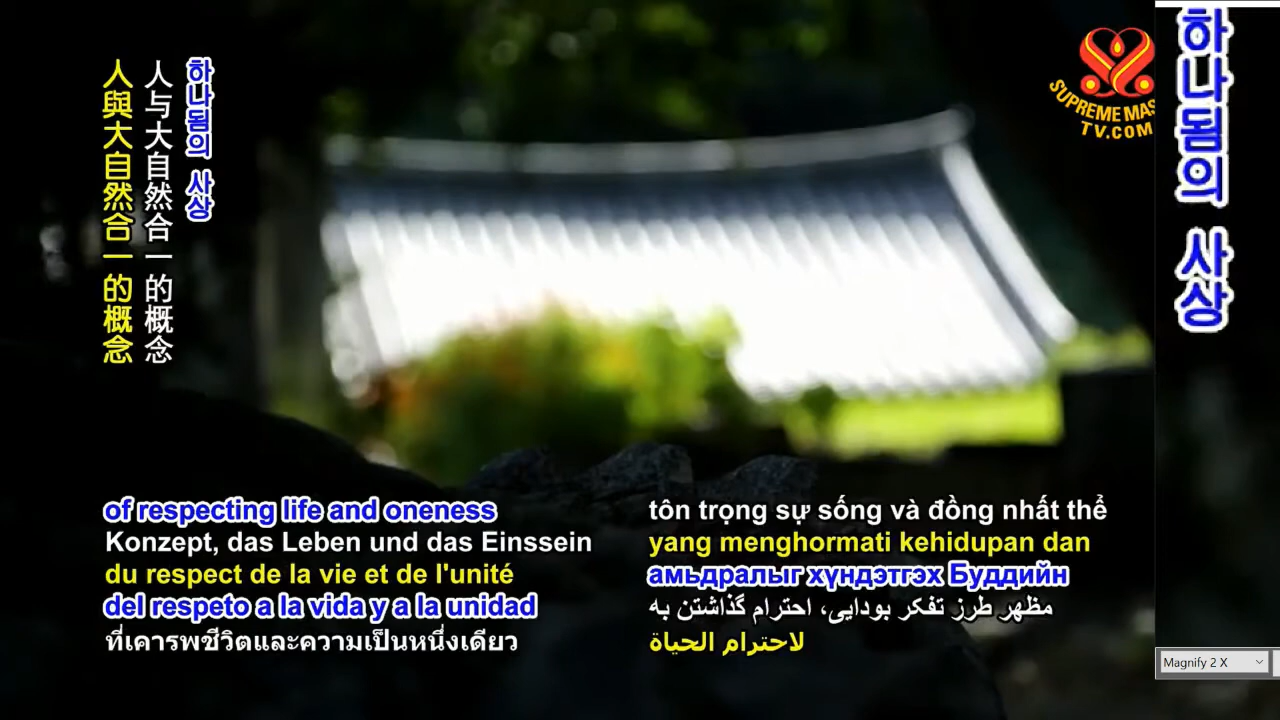 하나됨의 사상
人与大自然合一的概念
人與大自然合一的概念
SUPREME MAS
TV.COM
하나됨의 사상
of respecting life and oneness
Konzept, das Leben und das Einssein
du respect de la vie et de l'unité
del respeto a la vida y a la unidad
ที่เคารพชีวิตและความเป็นหนึ่งเดียว
tôn trọng sự sống và đồng nhất thể
yang menghormati kehidupan dan
амьдралыг хүндэтгэх Буддийн
مظهر طرز تفکر بودایی، احترام گذاشتن به
لاحترام الحياة
Magnify 2 X